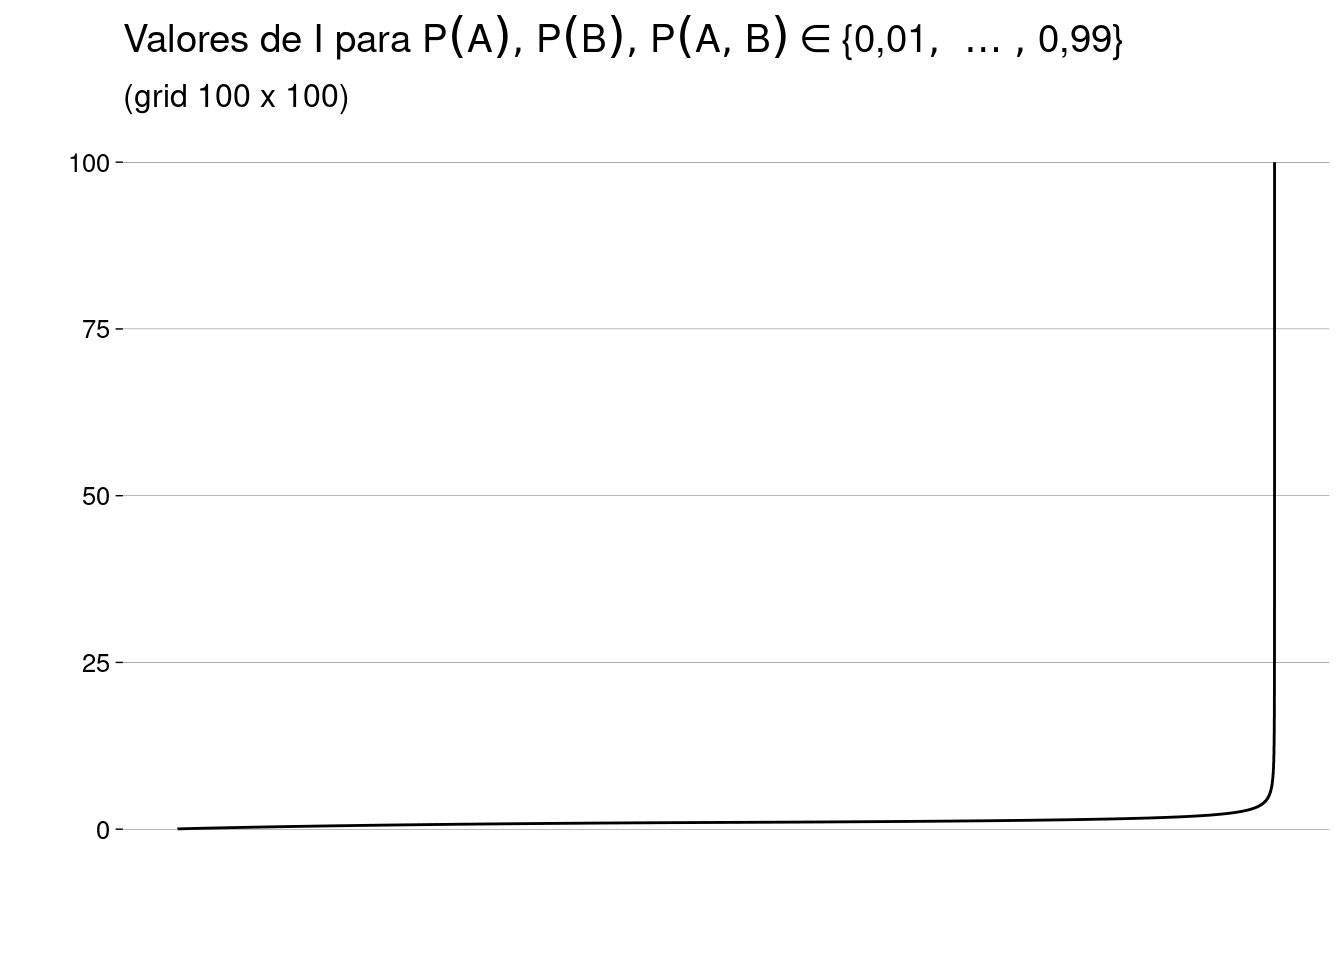 Valores de I para P(A), P(B), P(A, B) ∈ {0,01, … , 0,99}
(grid 100 x 100)
100
75
50
25
0